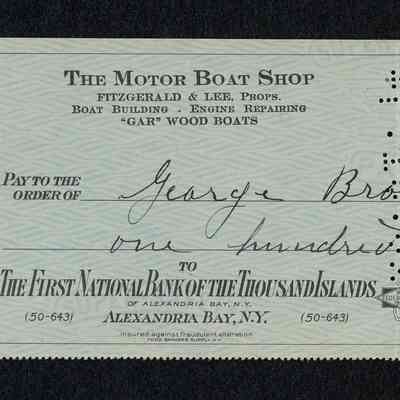 THE MOTOR BOAT SHOP
FITZGERALD & LEE, PROPS.
BOAT BUILDING - ENGINE REPAIRING
"GAR" WOOD BOATS
PAY TO THE
ORDER OF George Bro
one hundred
TO
THE FIRST NATIONAL BANK OF THE THOUSAND ISLANDS
OF ALEXANDRIA BAY, N.Y.
(50-643) ALEXANDRIA BAY, N.Y. (50-643)
Insured against fraudulent alteration